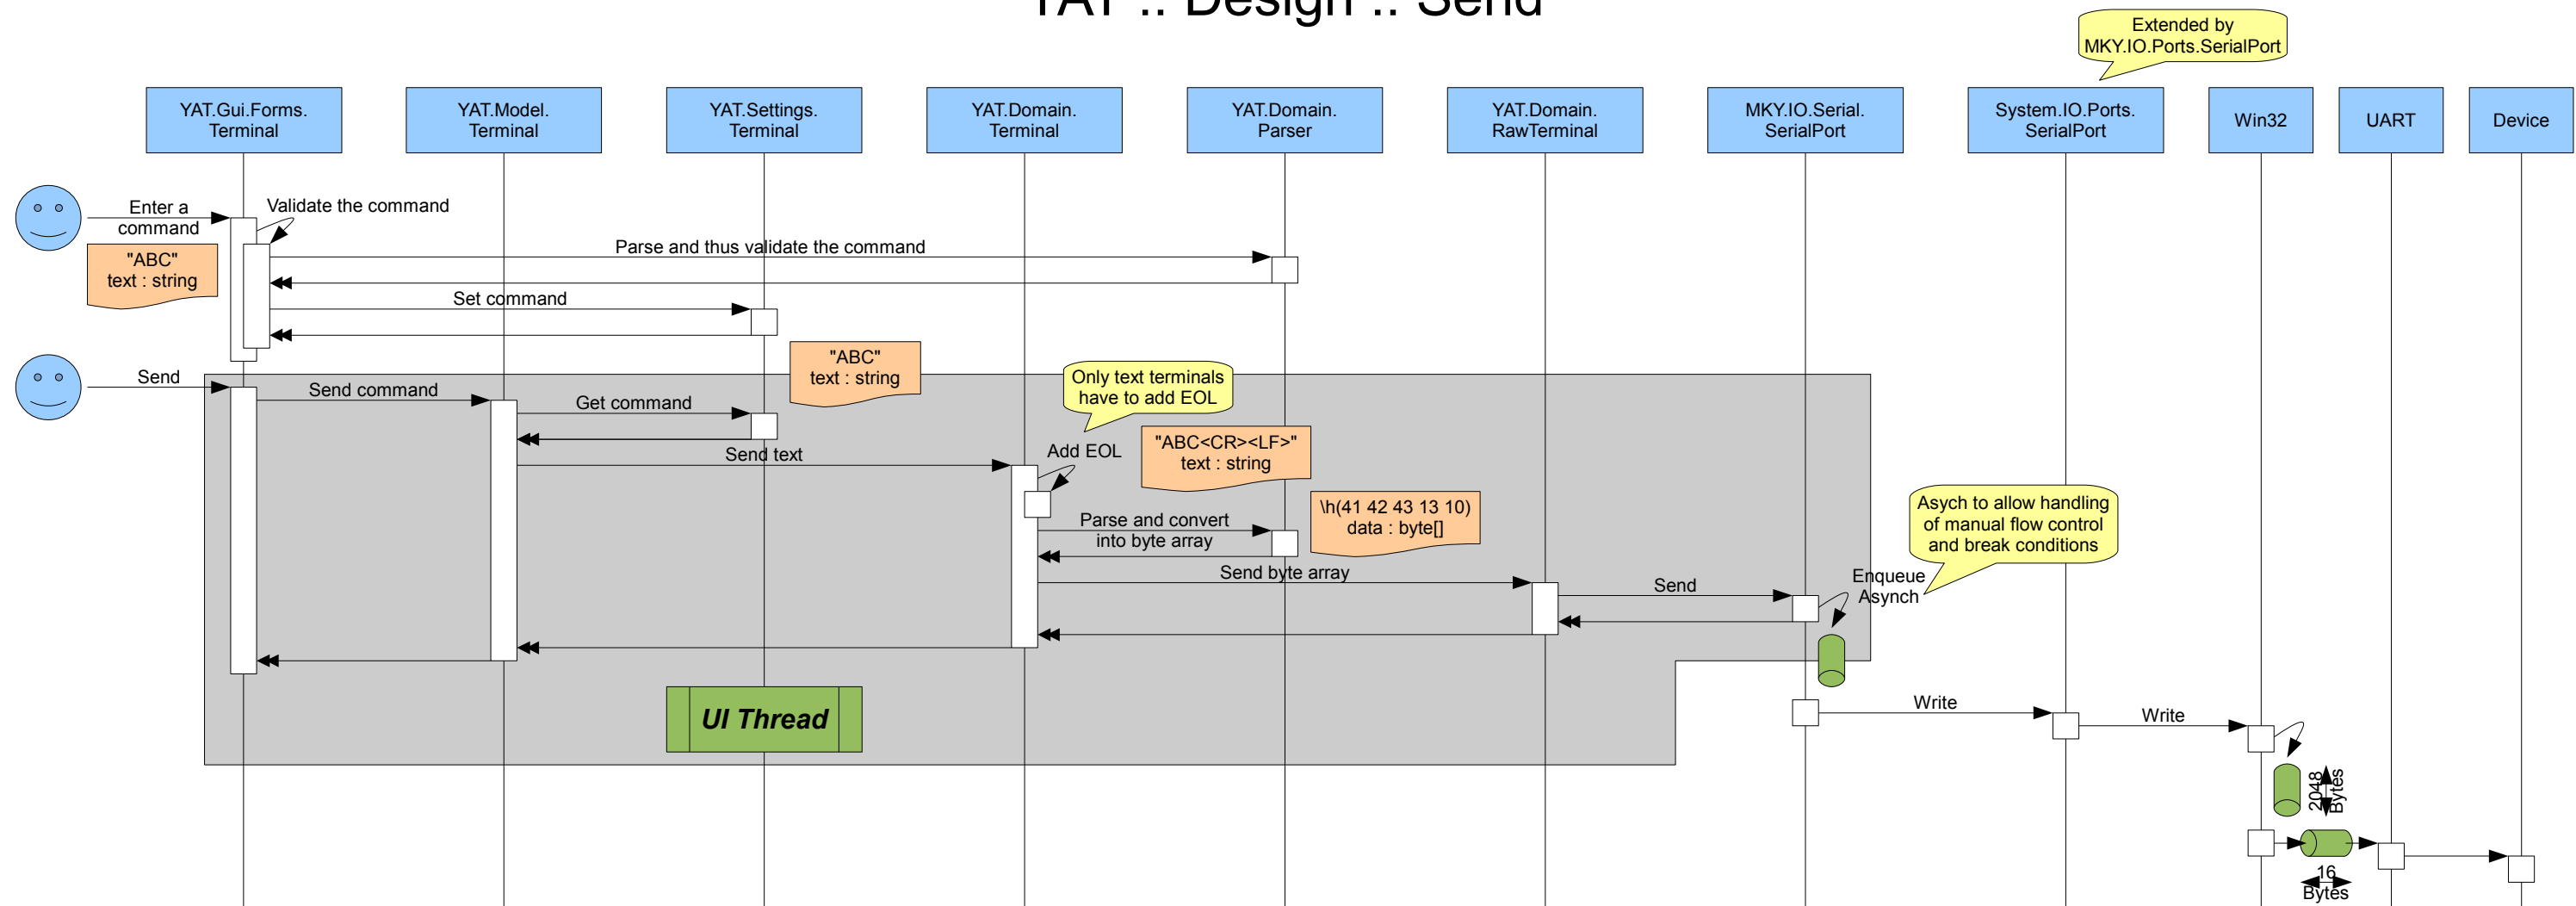 YAT :: Design :: Send
Extended by
MKY.IO.Ports.SerialPort
YAT.Gui.Forms.
Terminal
YAT.Model.
Terminal
YAT.Settings.
Terminal
YAT.Domain.
Terminal
YAT.Domain.
Parser
YAT.Domain.
RawTerminal
MKY.IO.Serial.
SerialPort
System.IO.Ports.
SerialPort
Win32
UART
Device
Enter a
command
Validate the command
"ABC"
text : string
Parse and thus validate the command
Set command
"ABC"
text : string
Send
Send command
Get command
Only text terminals
have to add EOL
Send text
Add EOL
"ABC<CR><LF>"
text : string
Parse and convert
into byte array
\h(41 42 43 13 10)
data : byte[]
Asych to allow handling
of manual flow control
and break conditions
Send byte array
Send
Enqueue
Asynch
UI Thread
Write
Write
2048
Bytes
16
Bytes